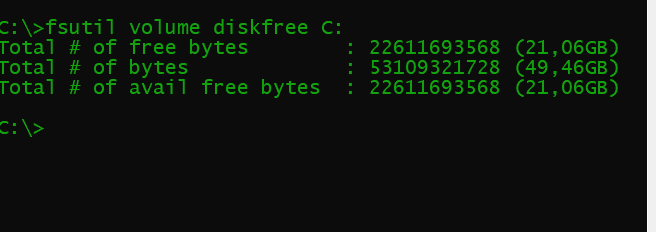 C:\>fsutil volume diskfree C:
Total # of free bytes        : 22611693568 (21,06GB)
Total # of bytes             : 53109321728 (49,46GB)
Total # of avail free bytes  : 22611693568 (21,06GB)
C:\>